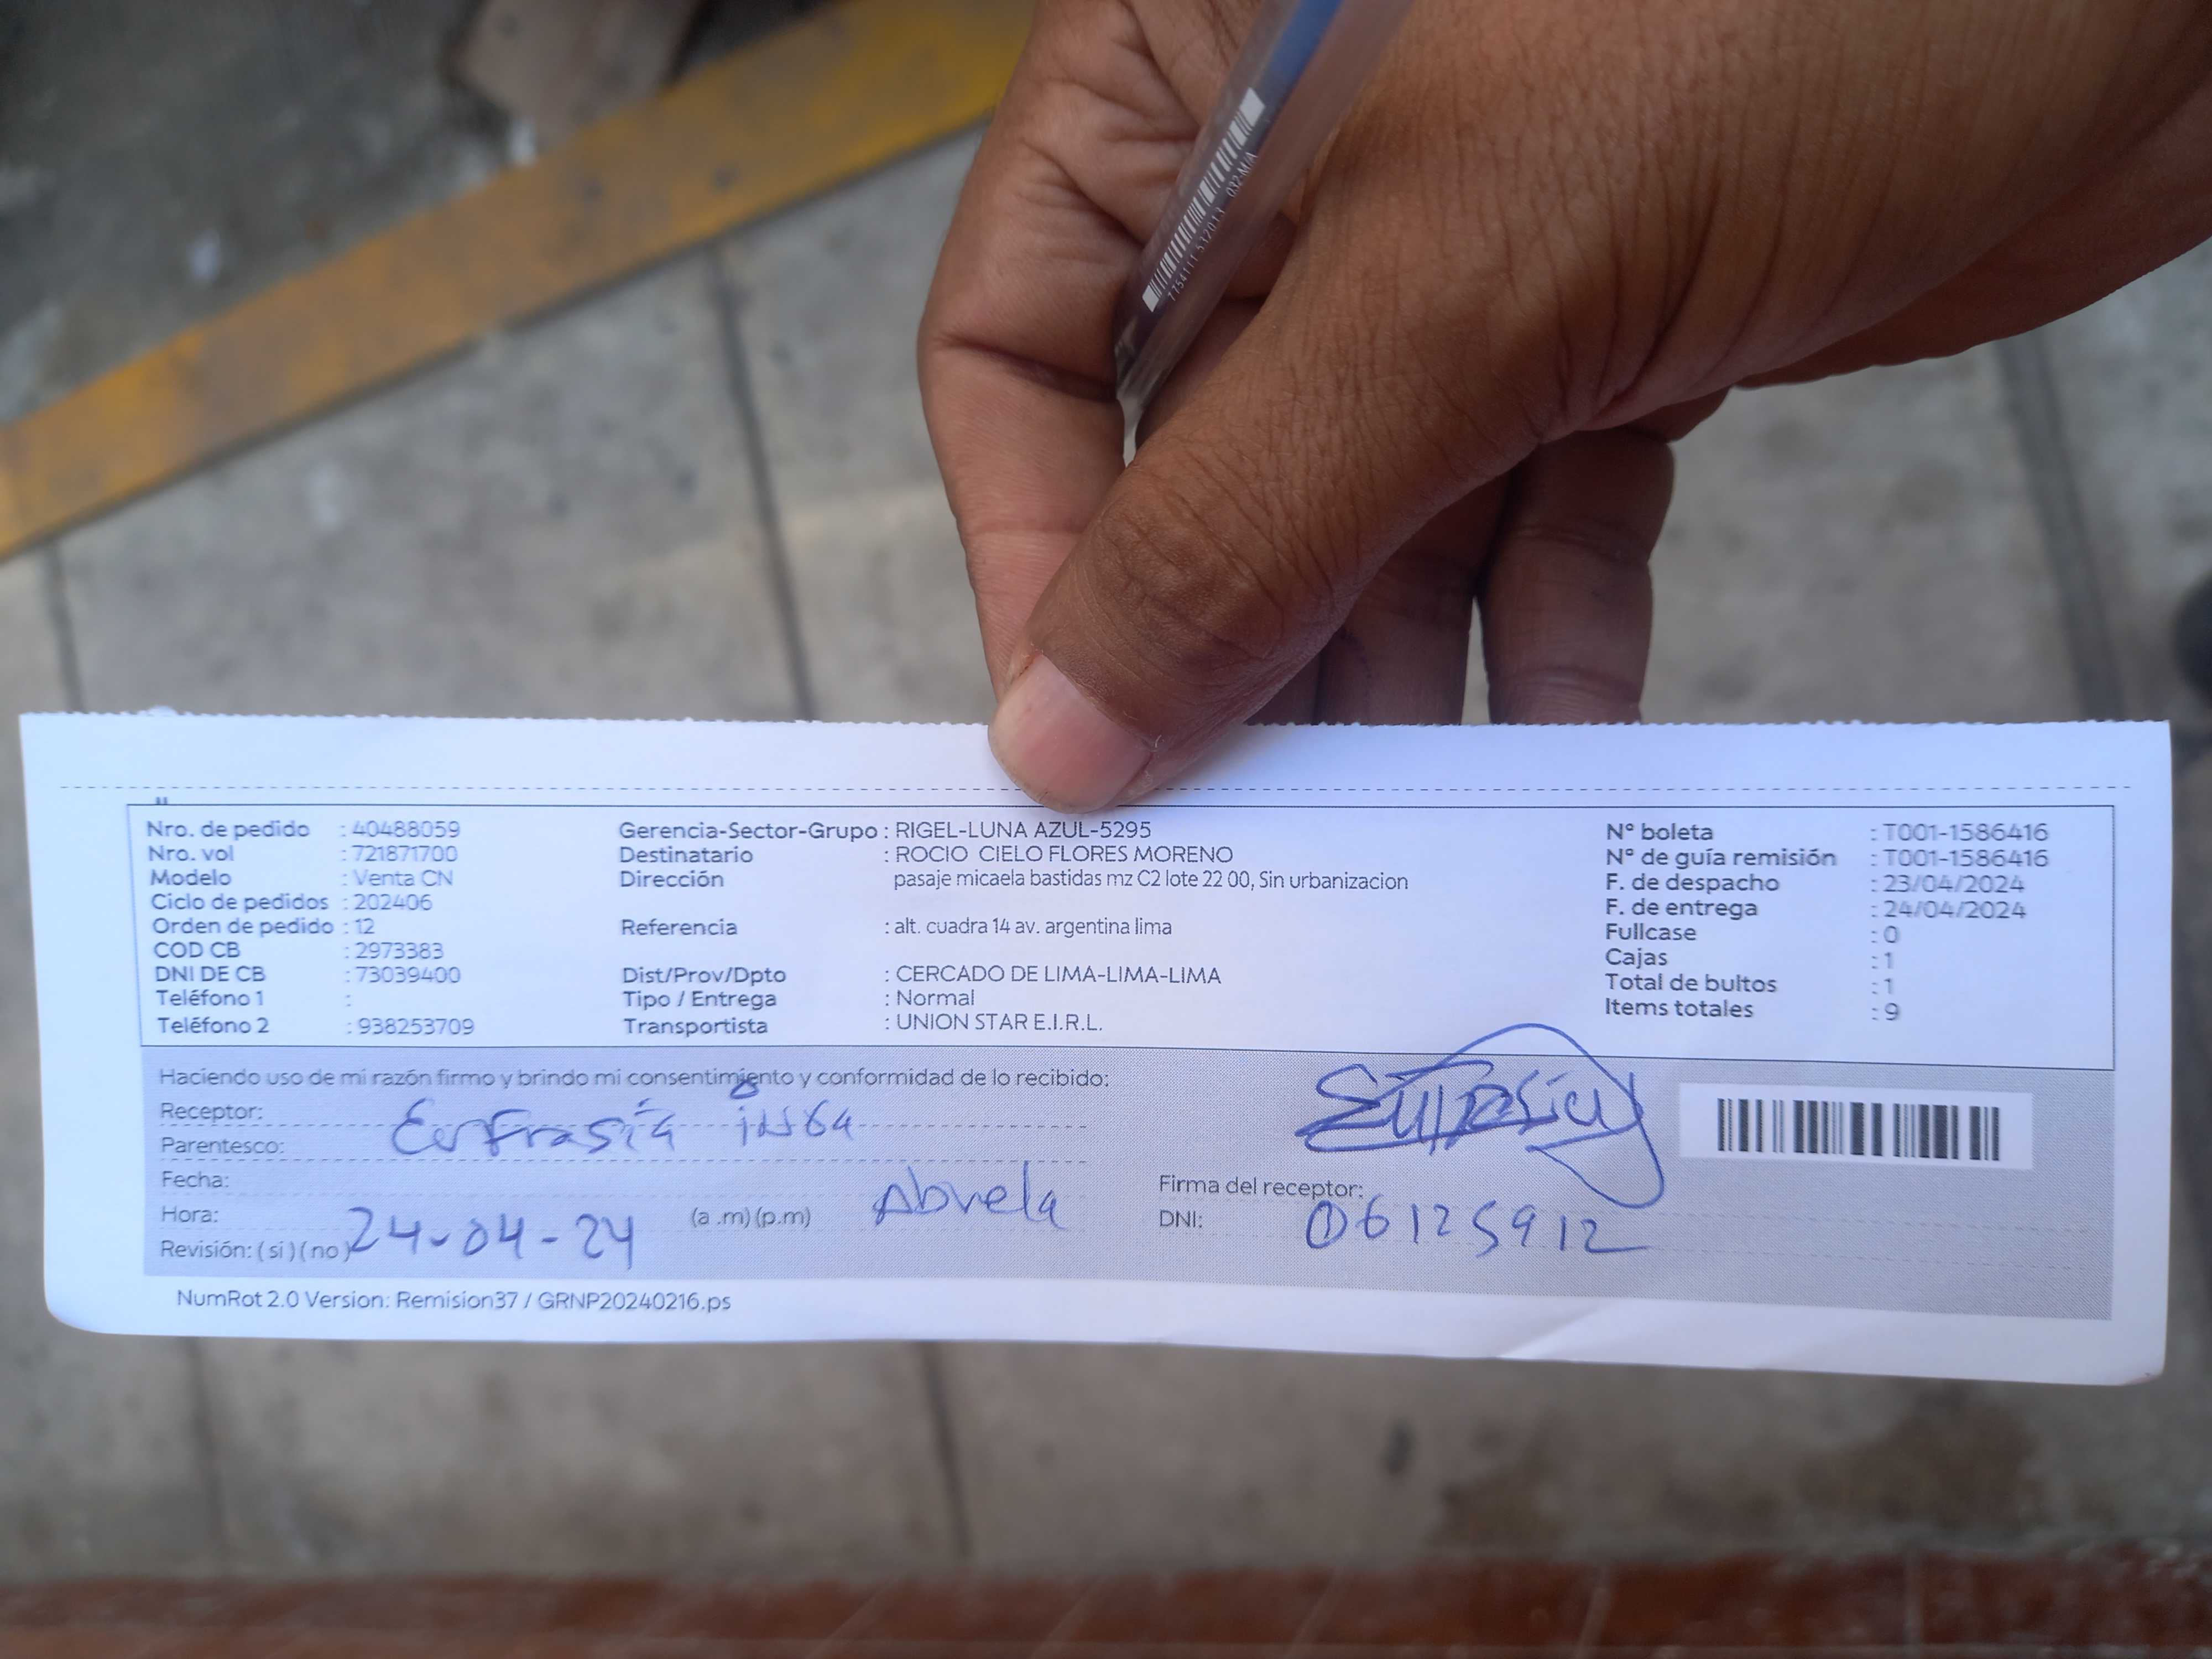 7754111 512013 032 M/A
Nro. de pedido : 40488059
Nro. vol : 721871700
Modelo : Venta CN
Ciclo de pedidos : 202406
Orden de pedido : 12
COD CB : 2973383
DNI DE CB : 73039400
Teléfono 1 :
Teléfono 2 : 938253709
Gerencia-Sector-Grupo : RIGEL-LUNA AZUL-5295
Destinatario : ROCIO CIELO FLORES MORENO
Dirección pasaje micaela bastidas mz C2 lote 22 00, Sin urbanizacion
Referencia : alt. cuadra 14 av. argentina lima
Dist/Prov/Dpto : CERCADO DE LIMA-LIMA-LIMA
Tipo / Entrega : Normal
Transportista : UNION STAR E.I.R.L.
N° boleta : T001-1586416
N° de guía remisión : T001-1586416
F. de despacho : 23/04/2024
F. de entrega : 24/04/2024
Fullcase : 0
Cajas : 1
Total de bultos : 1
Items totales : 9
Haciendo uso de mi razón firmo y brindo mi consentimiento y conformidad de lo recibido:
Receptor:
Eufrasia
Parentesco:
Fecha:
Hora: (a .m) (p.m) Abuela
Revisión: ( si ) ( no ) 24-04-24
Firma del receptor:
DNI: 06125912
NumRot 2.0 Version: Remision37 / GRNP20240216.ps